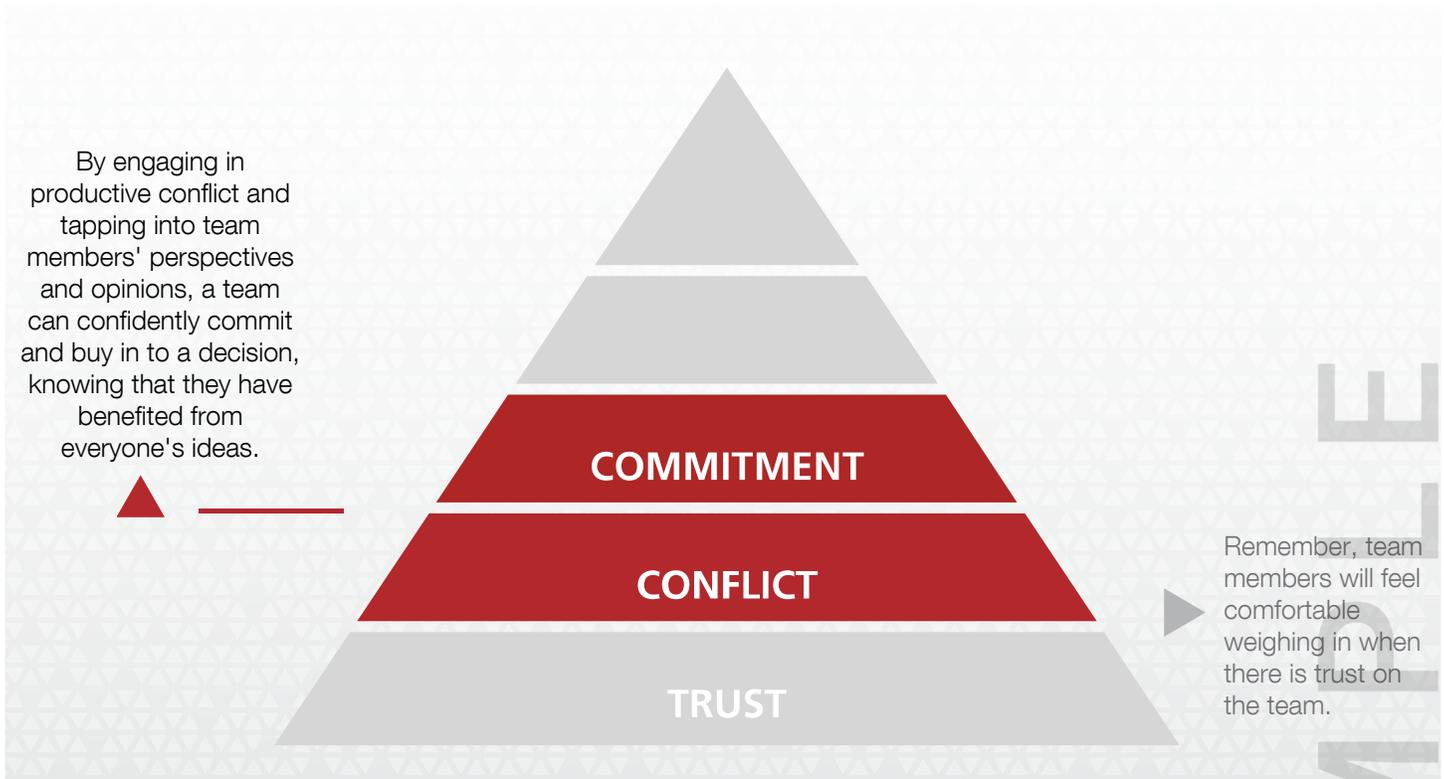 By engaging in
productive conflict and
tapping into team
members' perspectives
and opinions, a team
can confidently commit
and buy in to a decision,
knowing that they have
benefited from
everyone's ideas.
COMMITMENT
CONFLICT
TRUST
Remember, team
members will feel
comfortable
weighing in when
there is trust on
the team.
MPLE